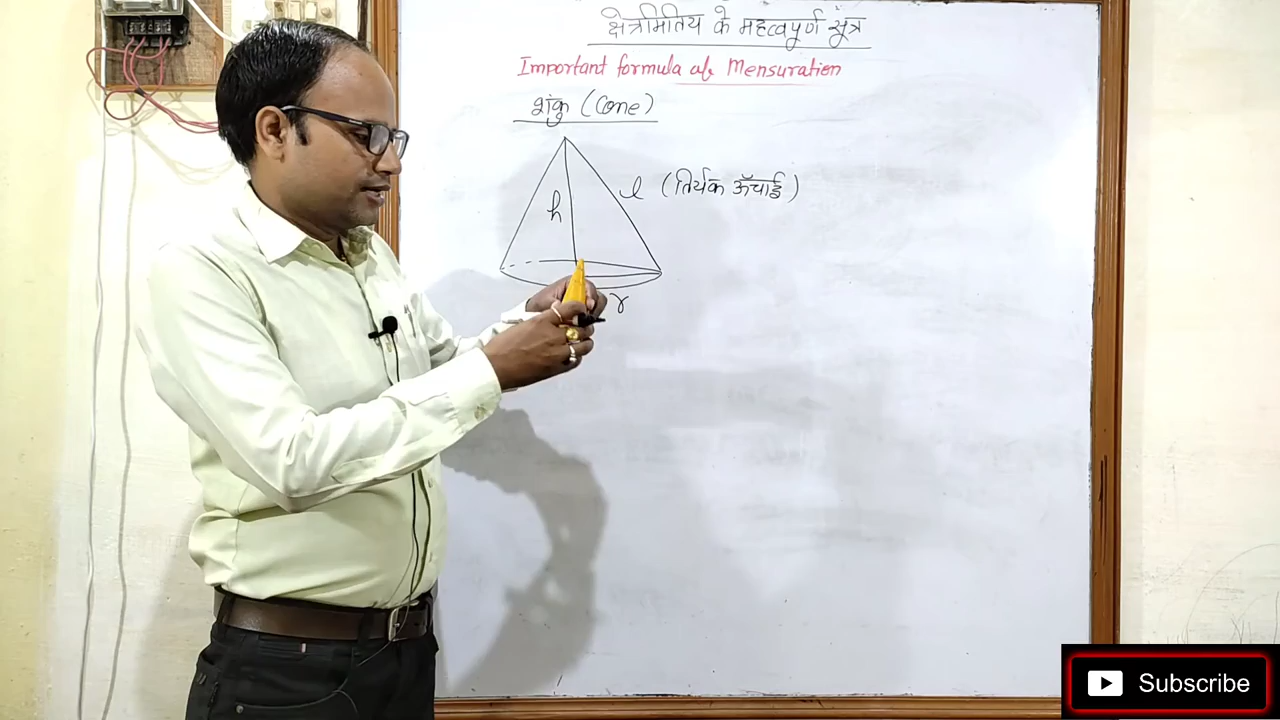 क्षेत्रमितिय के महत्वपूर्ण सूत्र
Important formula of Mensuration
शंकु (Cone)
l (तिर्यक ऊँचाई)
h
r
Subscribe